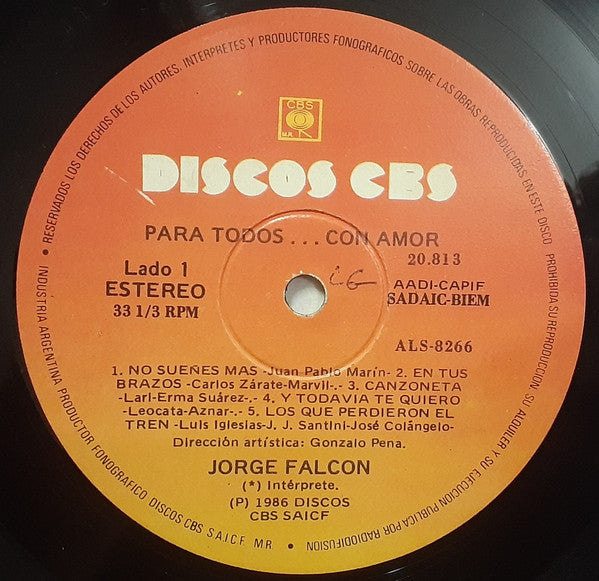 • RESERVADOS LOS DERECHOS DE LOS AUTORES, INTERPRETES Y PRODUCTORES FONOGRAFICOS SOBRE LAS OBRAS REPRODUCIDAS EN ESTE DISCO PROHIBIDA SU REPRODUCCION SU ALQUILER Y SU EJECUCION PUBLICA POR RADIODIFUSION
• INDUSTRIA ARGENTINA PRODUCTOR FONOGRAFICO DISCOS CBS S A I C F MR.
CBS
M.R.
DISCOS CBS
PARA TODOS . . . CON AMOR
20.813
Lado 1
ESTEREO
33 1/3 RPM
LG
AADI-CAPIF
SADAIC-BIEM
ALS-8266
1. NO SUEÑES MAS -Juan Pablo Marín- 2. EN TUS
BRAZOS -Carlos Zárate-Marvil-.- 3. CANZONETA
-Lari-Erma Suárez-.- 4. Y TODAVIA TE QUIERO
-Leocata-Aznar-.- 5. LOS QUE PERDIERON EL
TREN -Luis Iglesias-J. J. Santini-José Colángelo-
Dirección artística: Gonzalo Pena.
JORGE FALCON
(*) Intérprete.
(P) 1986 DISCOS
CBS SAICF